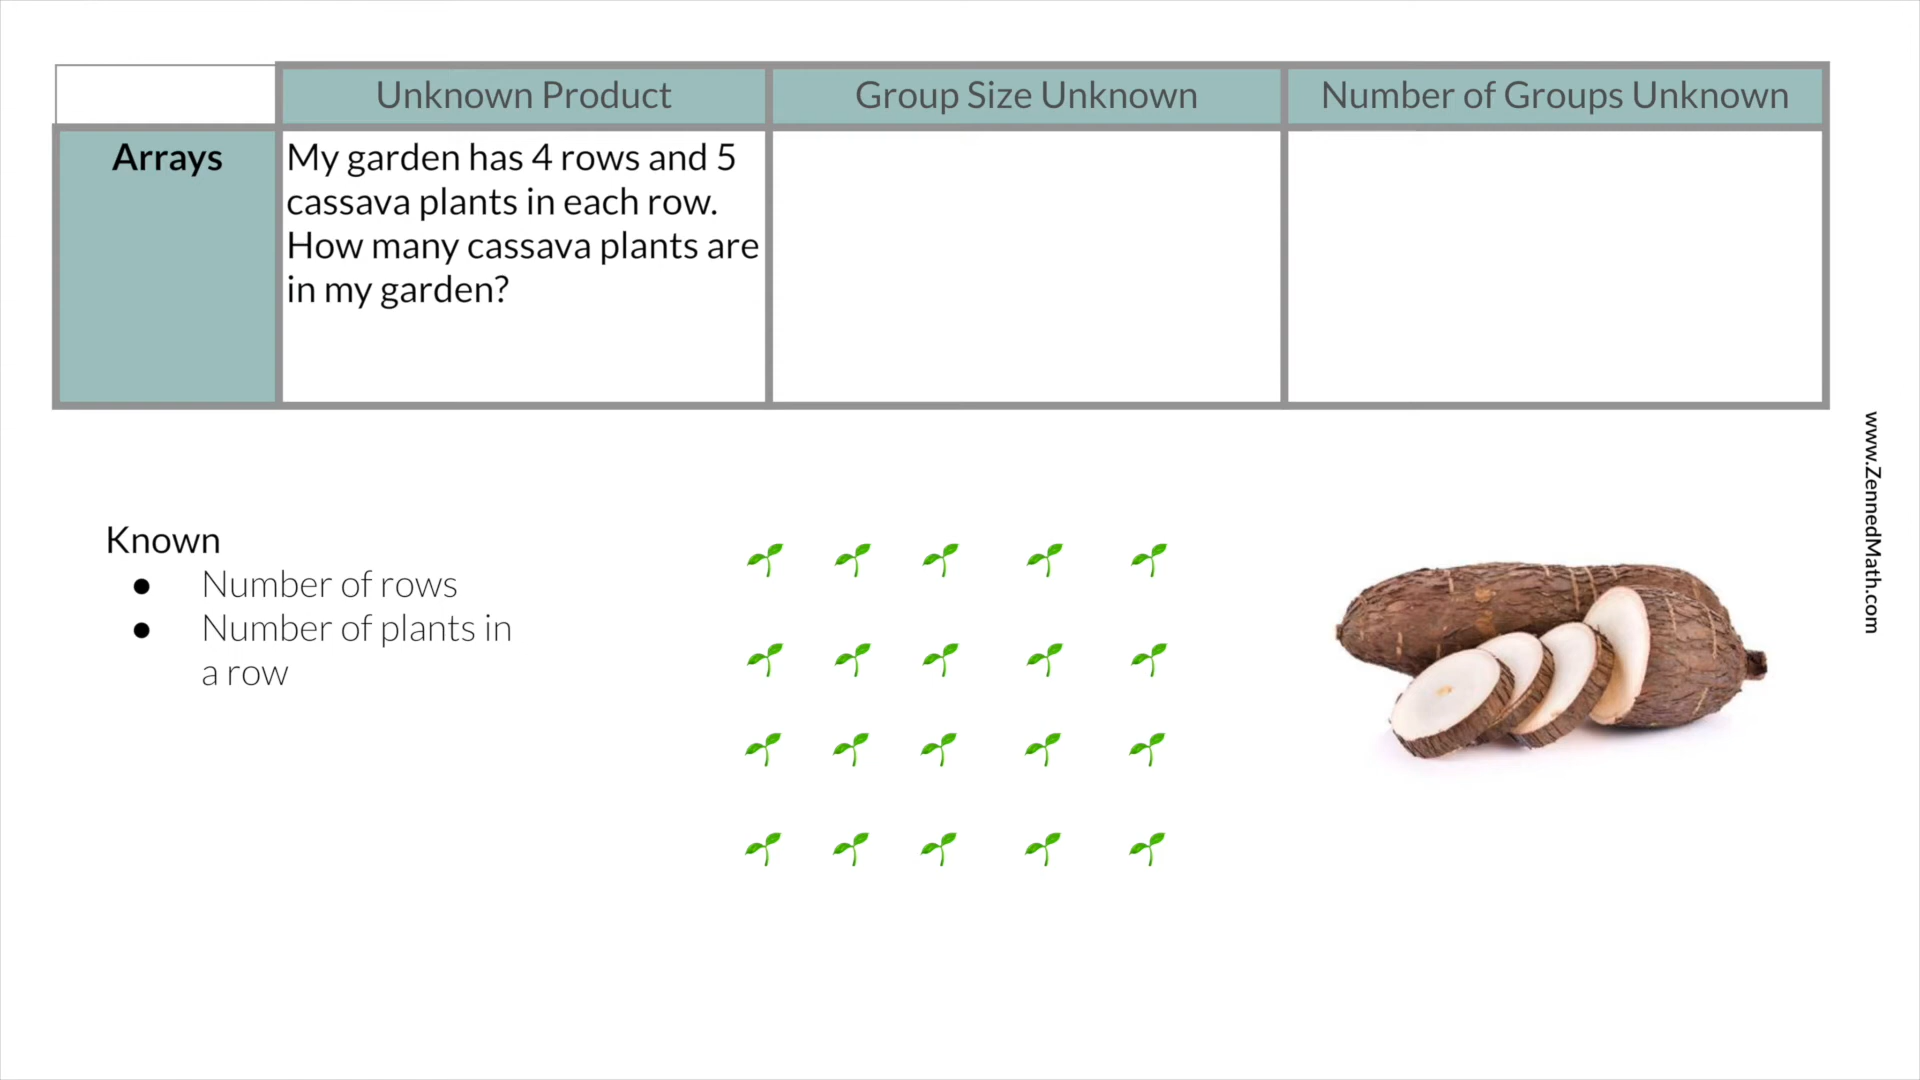 Unknown Product
Group Size Unknown
Number of Groups Unknown
Arrays
My garden has 4 rows and 5
cassava plants in each row.
How many cassava plants are
in my garden?
Known
● Number of rows
● Number of plants in
a row
www.ZennedMath.com